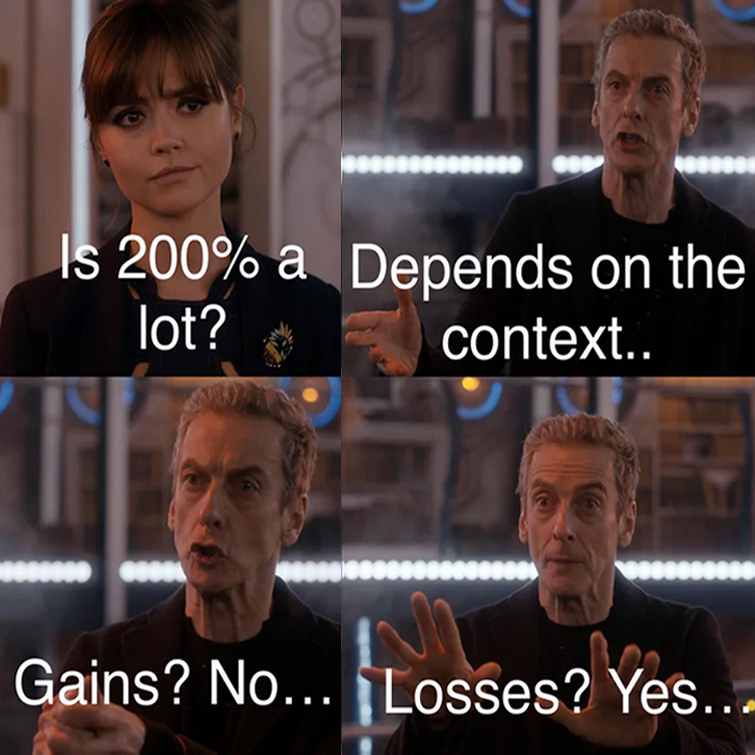 Is 200% a
lot?
Depends on the
context..
Gains? No...
Losses? Yes...